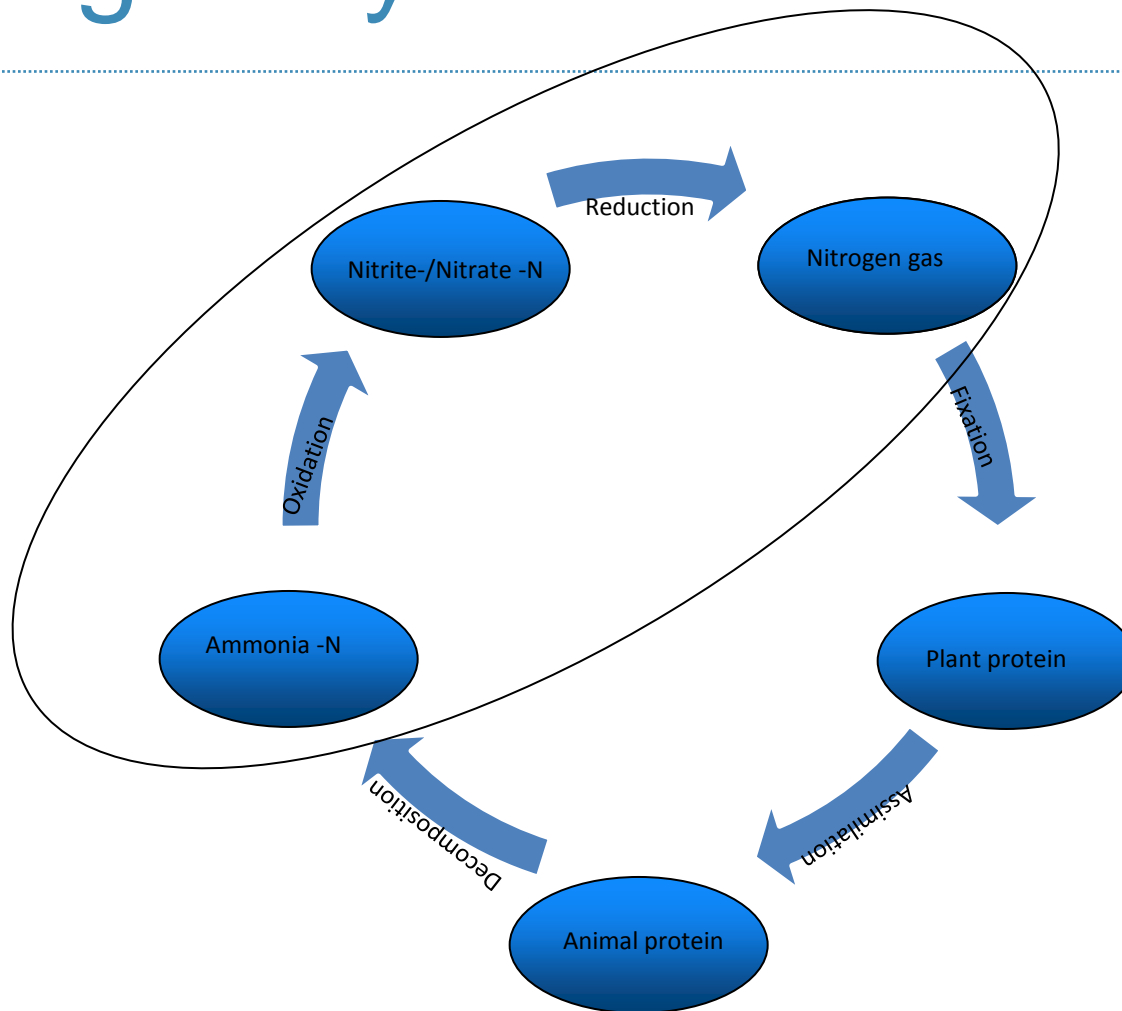 Reduction
Nitrite-/Nitrate -N
Nitrogen gas
Fixation
Oxidation
Ammonia -N
Plant protein
Assimilation
Decomposition
Animal protein